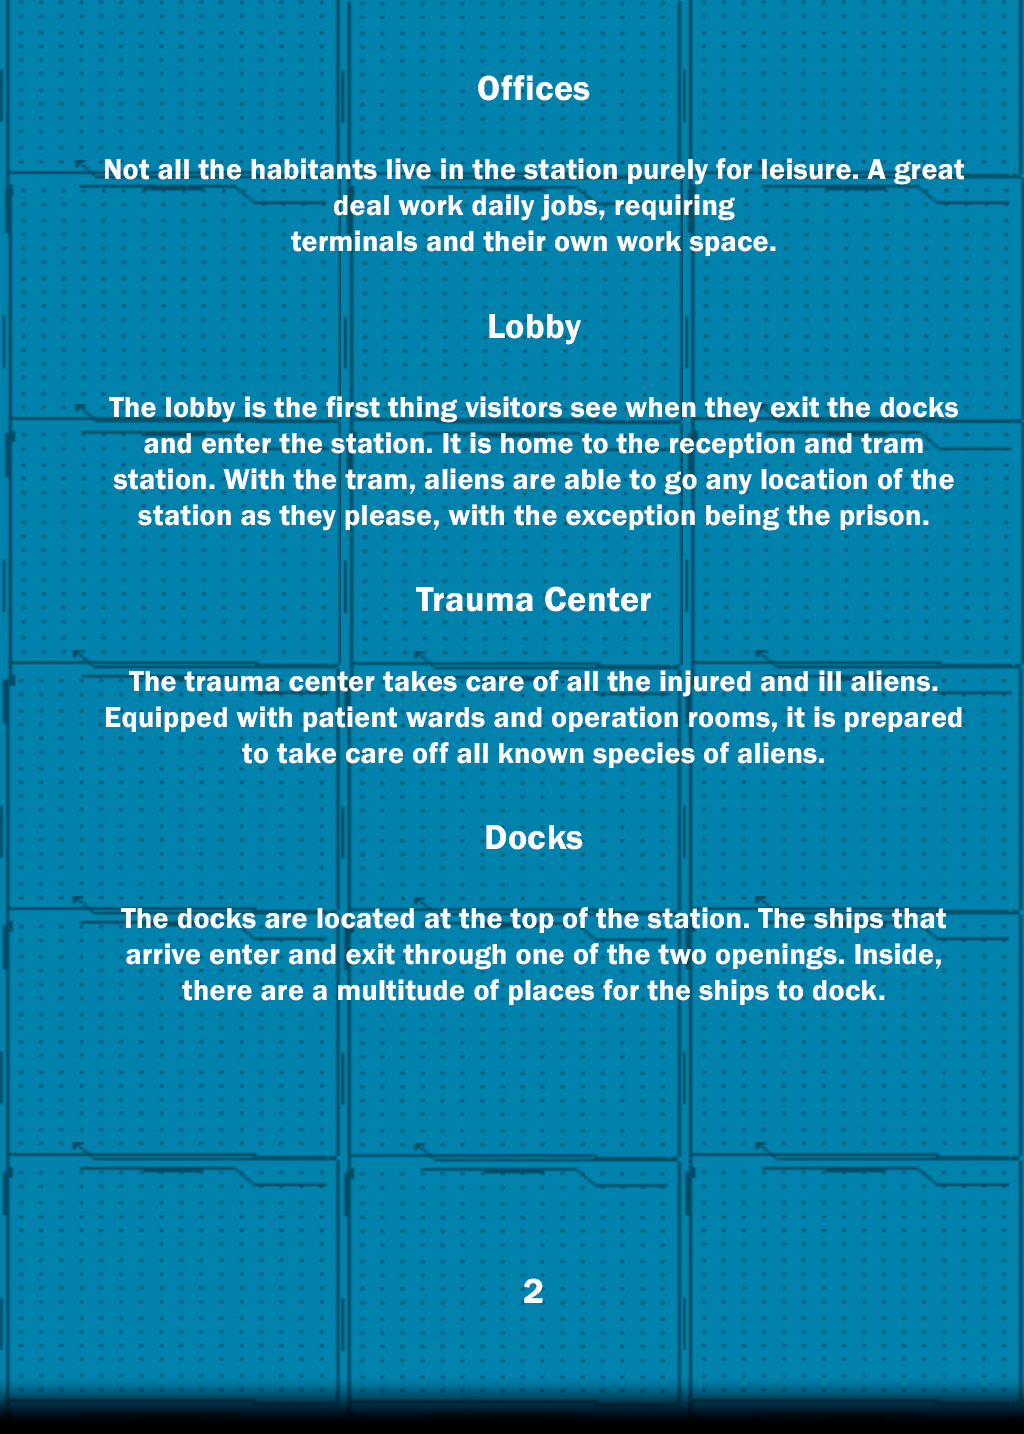 Offices
Not all the habitants live in the station purely for leisure. A great
deal work daily jobs, requiring
terminals and their own work space.
Lobby
The lobby is the first thing visitors see when they exit the docks
and enter the station. It is home to the reception and tram
station. With the tram, aliens are able to go any location of the
station as they please, with the exception being the prison.
Trauma Center
The trauma center takes care of all the injured and ill aliens.
Equipped with patient wards and operation rooms, it is prepared
to take care off all known species of aliens.
Docks
The docks are located at the top of the station. The ships that
arrive enter and exit through one of the two openings. Inside,
there are a multitude of places for the ships to dock.
2